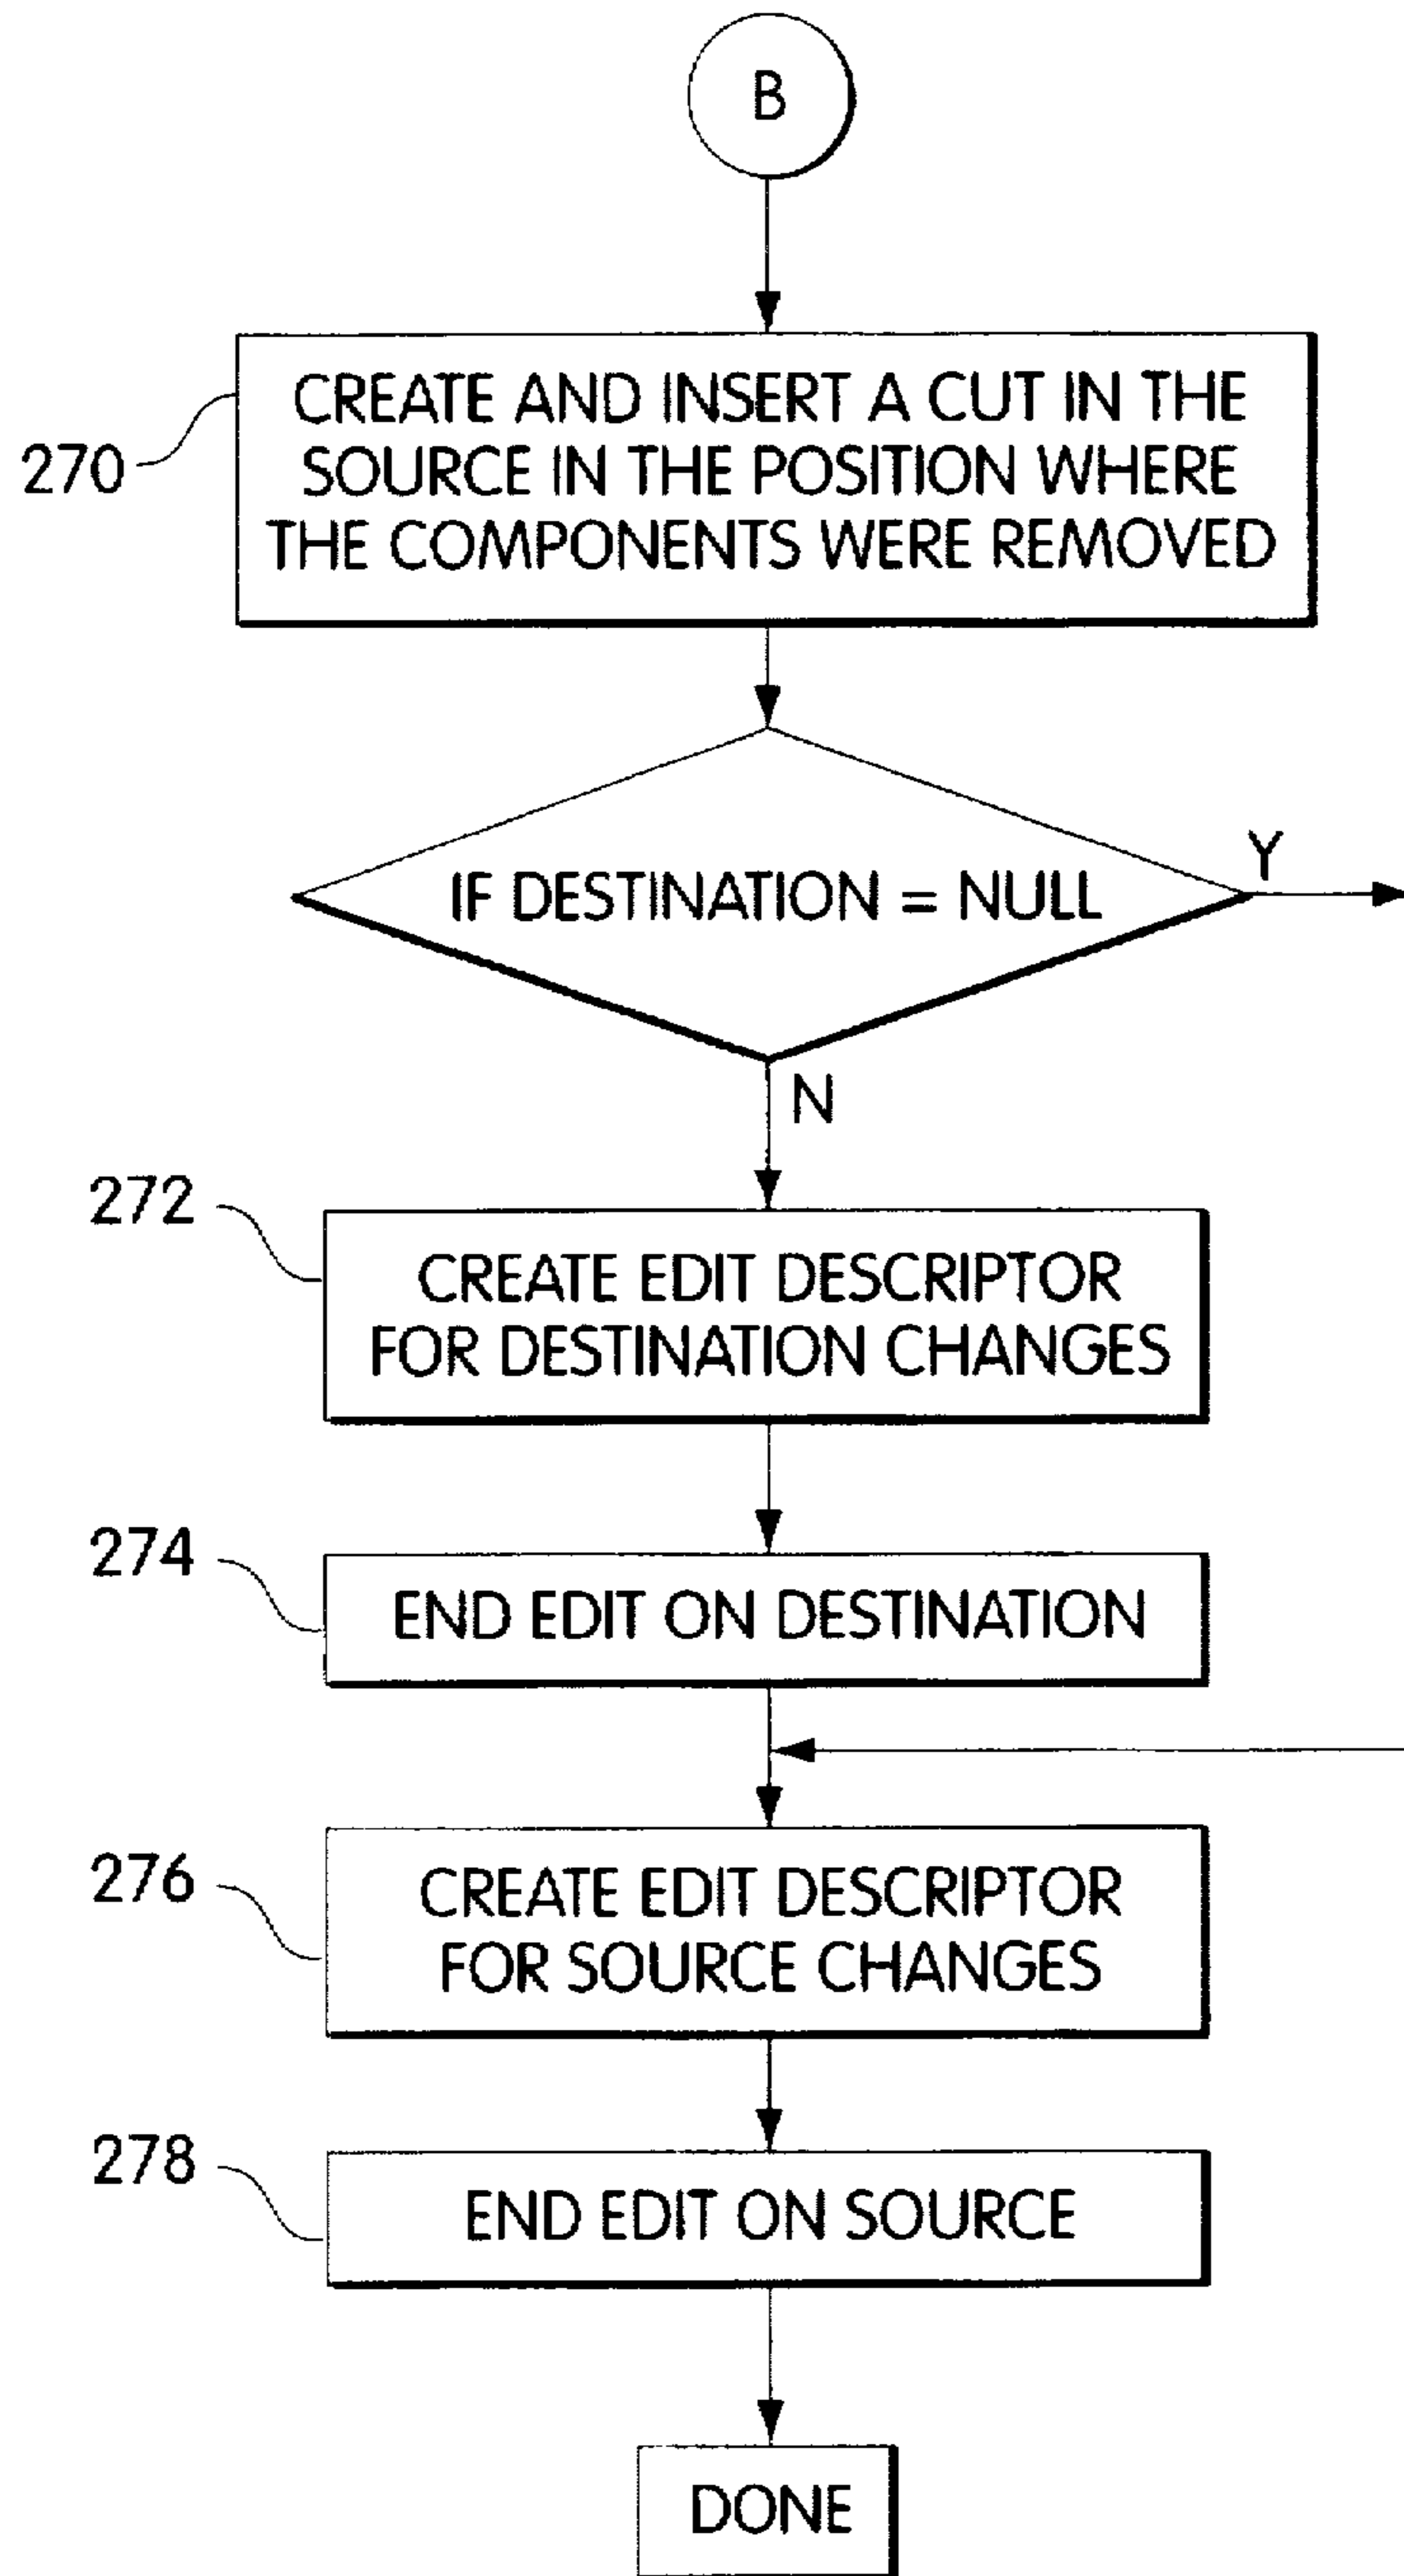 B
270
CREATE AND INSERT A CUT IN THE
SOURCE IN THE POSITION WHERE
THE COMPONENTS WERE REMOVED
IF DESTINATION = NULL
Y
N
272
CREATE EDIT DESCRIPTOR
FOR DESTINATION CHANGES
274
END EDIT ON DESTINATION
276
CREATE EDIT DESCRIPTOR
FOR SOURCE CHANGES
278
END EDIT ON SOURCE
DONE